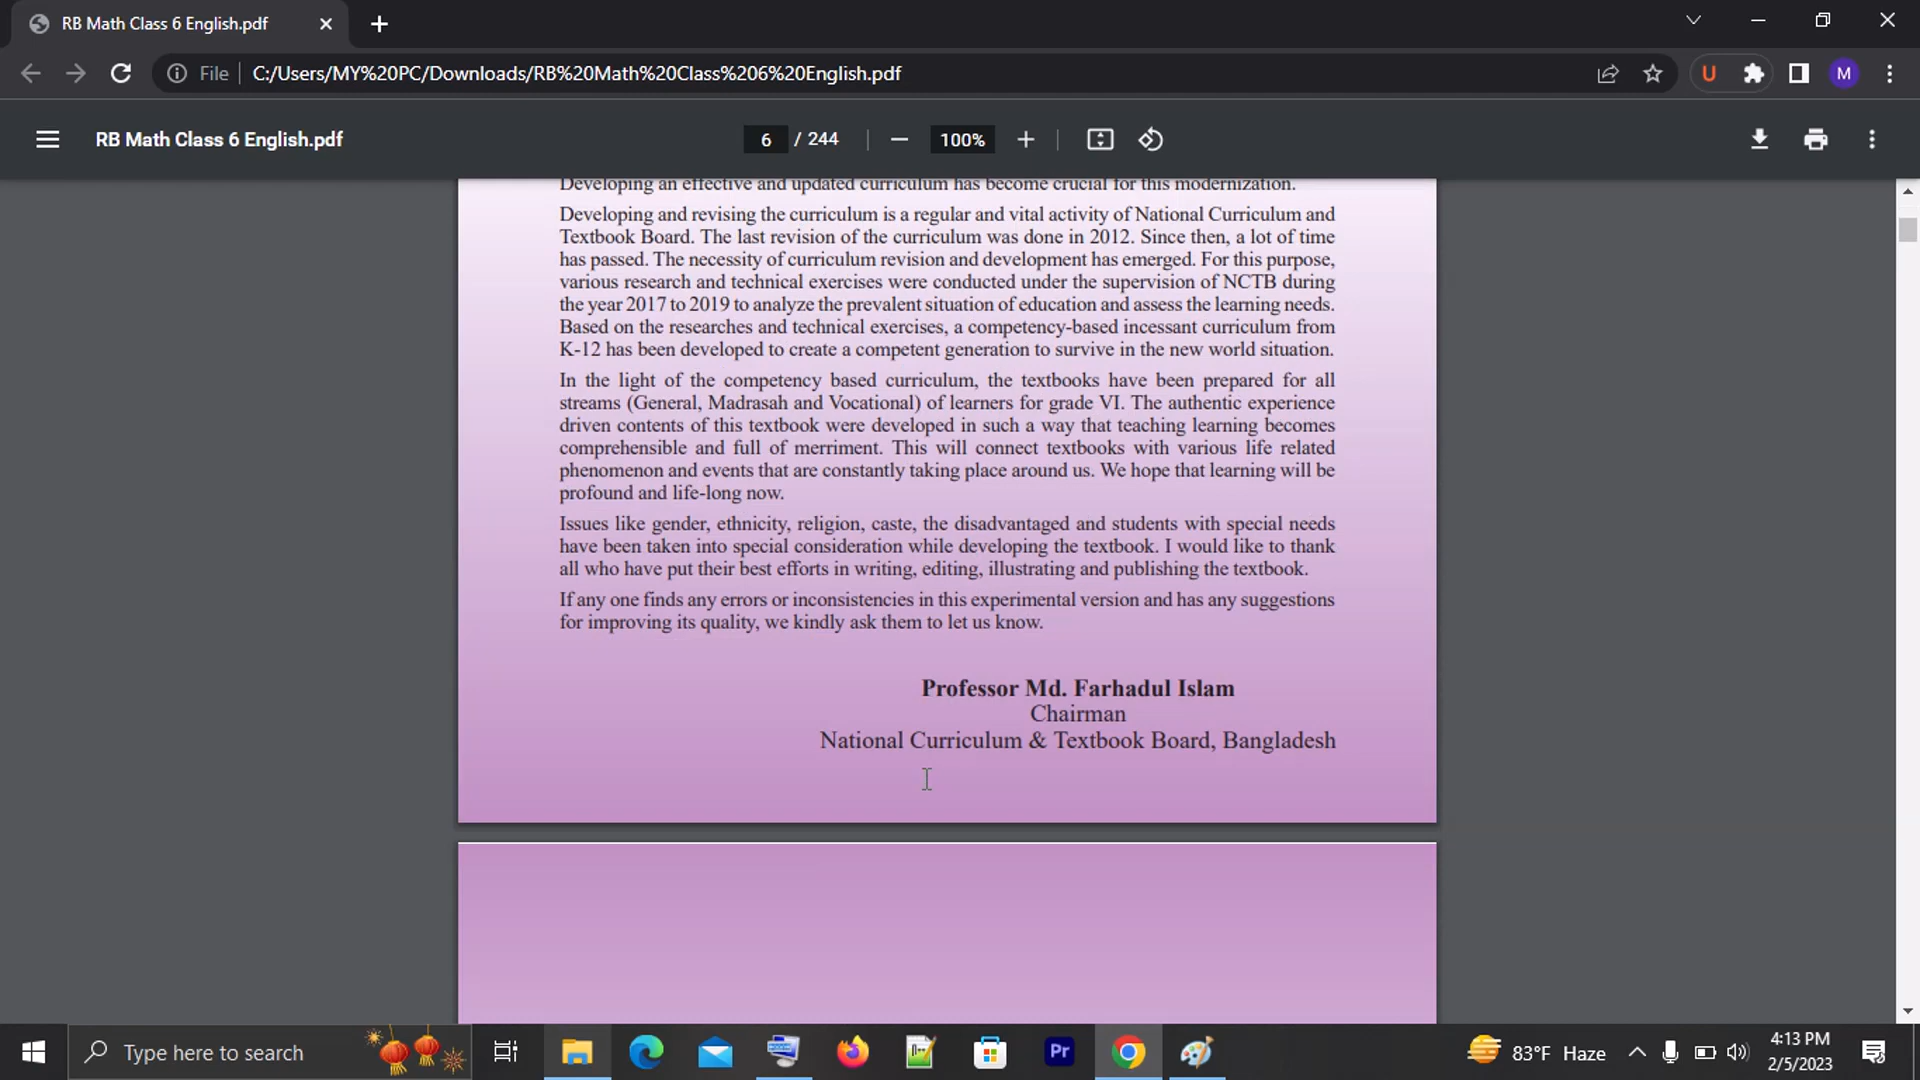 RB Math Class 6 English.pdf
File
C:/Users/MY%20PC/Downloads/RB%20Math%20Class%206%20English.pdf
U
M
RB Math Class 6 English.pdf
6 / 244
100%
Developing an effective and updated curriculum has become crucial for this modernization.
Developing and revising the curriculum is a regular and vital activity of National Curriculum and
Textbook Board. The last revision of the curriculum was done in 2012. Since then, a lot of time
has passed. The necessity of curriculum revision and development has emerged. For this purpose,
various research and technical exercises were conducted under the supervision of NCTB during
the year 2017 to 2019 to analyze the prevalent situation of education and assess the learning needs.
Based on the researches and technical exercises, a competency-based incessant curriculum from
K-12 has been developed to create a competent generation to survive in the new world situation.
In the light of the competency based curriculum, the textbooks have been prepared for all
streams (General, Madrasah and Vocational) of learners for grade VI. The authentic experience
driven contents of this textbook were developed in such a way that teaching learning becomes
comprehensible and full of merriment. This will connect textbooks with various life related
phenomenon and events that are constantly taking place around us. We hope that learning will be
profound and life-long now.
Issues like gender, ethnicity, religion, caste, the disadvantaged and students with special needs
have been taken into special consideration while developing the textbook. I would like to thank
all who have put their best efforts in writing, editing, illustrating and publishing the textbook.
If any one finds any errors or inconsistencies in this experimental version and has any suggestions
for improving its quality, we kindly ask them to let us know.
Professor Md. Farhadul Islam
Chairman
National Curriculum & Textbook Board, Bangladesh
Type here to search
Pr
83°F Haze
4:13 PM
2/5/2023